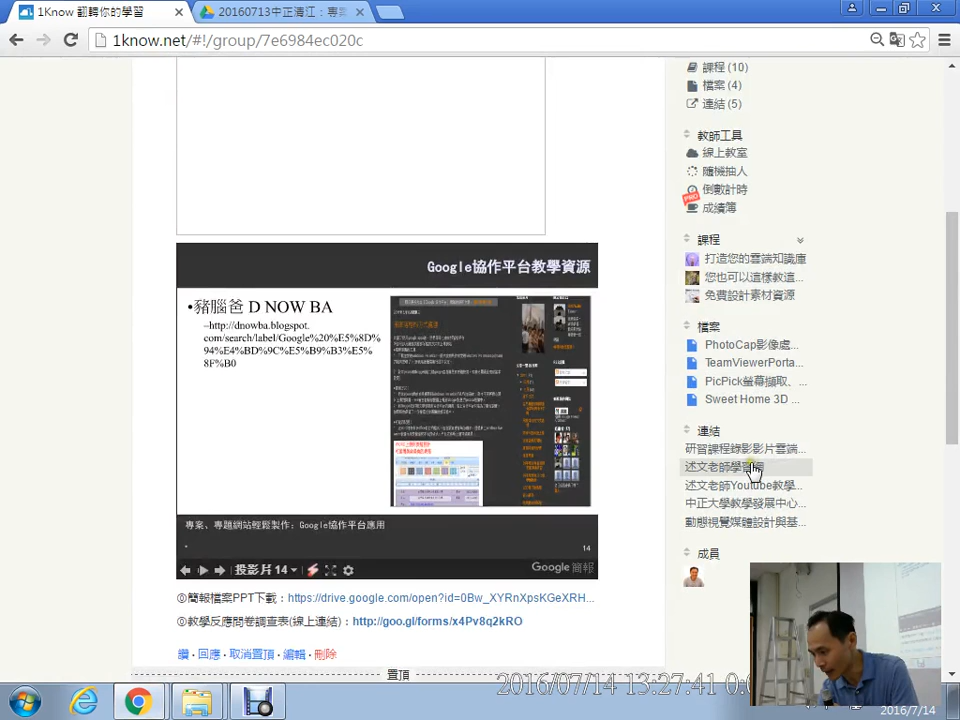 1Know 翻轉你的學習
20160713中正清江：專案
1know.net/#!/group/7e6984ec020c
課程 (10)
檔案 (4)
連結 (5)
教師工具
線上教室
隨機抽人
倒數計時
PRO
成績簿
課程
打造您的雲端知識庫
您也可以這樣教這...
免費設計素材資源
檔案
PhotoCap影像處...
TeamViewerPorta...
PicPick螢幕擷取、...
Sweet Home 3D ...
連結
研習課程錄影影片雲端...
述文老師學習網
述文老師Youtube教學...
中正大學教學發展中心...
動態視覺媒體設計與基...
成員
Google協作平台教學資源
•豬腦爸 D NOW BA
–http://dnowba.blogspot.
com/search/label/Google%20%E5%8D%
94%E4%BD%9C%E5%B9%B3%E5%
8F%B0
專案、專題網站輕鬆製作：Google協作平台應用
14
投影片 14
Google 簡報
◎簡報檔案PPT下載：https://drive.google.com/open?id=0Bw_XYRnXpsKGeXRH...
◎教學反應問卷調查表(線上連結)：http://goo.gl/forms/x4Pv8q2kRO
讚 · 回應 · 取消置頂 · 編輯 · 刪除
置頂
2016/07/14 13:27:41
2016/7/14